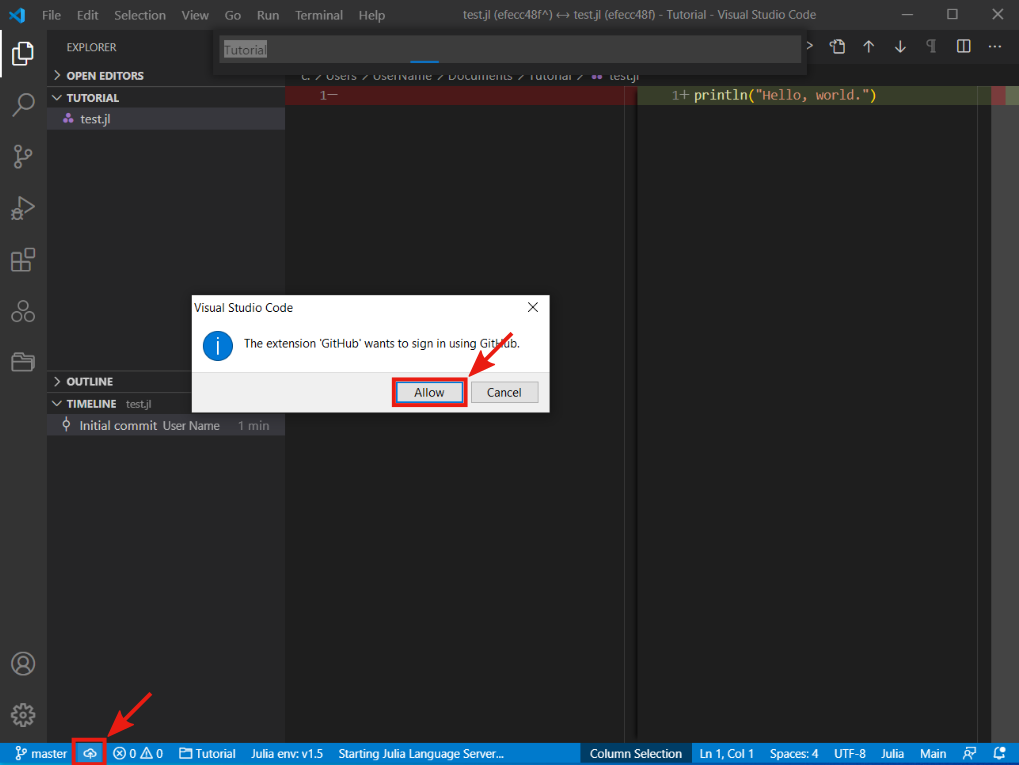 File Edit Selection View Go Run Terminal Help test.jl (efecc48f^) ↔ test.jl (efecc48f) - Tutorial - Visual Studio Code
EXPLORER
Tutorial
OPEN EDITORS
C: > Users > UserName > Documents > Tutorial > test.jl
TUTORIAL
1— 1+ println("Hello, world.")
test.jl
Visual Studio Code
The extension 'GitHub' wants to sign in using GitHub.
Allow Cancel
OUTLINE
TIMELINE test.jl
Initial commit User Name 1 min
master 0 0 Tutorial Julia env: v1.5 Starting Julia Language Server... Column Selection Ln 1, Col 1 Spaces: 4 UTF-8 Julia Main